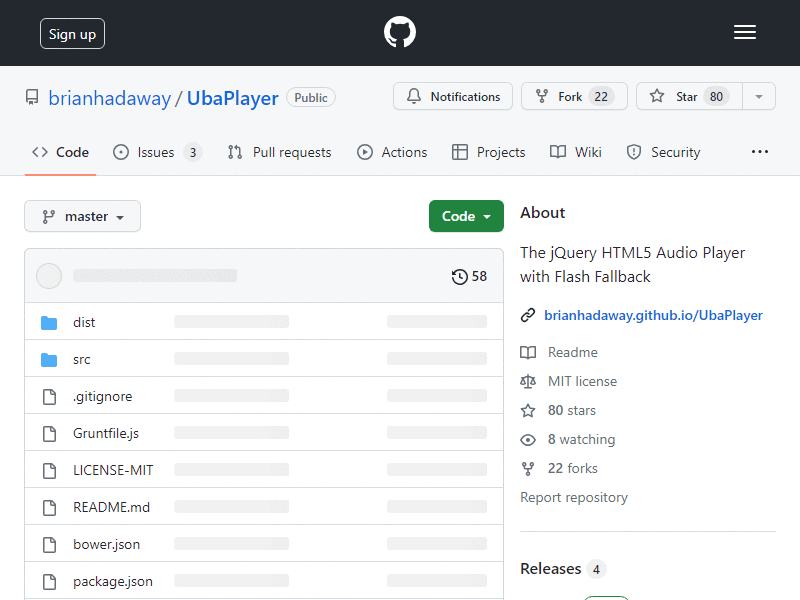 Sign up
brianhadaway / UbaPlayer Public
Notifications Fork 22 Star 80
Code Issues 3 Pull requests Actions Projects Wiki Security
master Code
58
dist
src
.gitignore
Gruntfile.js
LICENSE-MIT
README.md
bower.json
package.json
About
The jQuery HTML5 Audio Player
with Flash Fallback
brianhadaway.github.io/UbaPlayer
Readme
MIT license
80 stars
8 watching
22 forks
Report repository
Releases 4